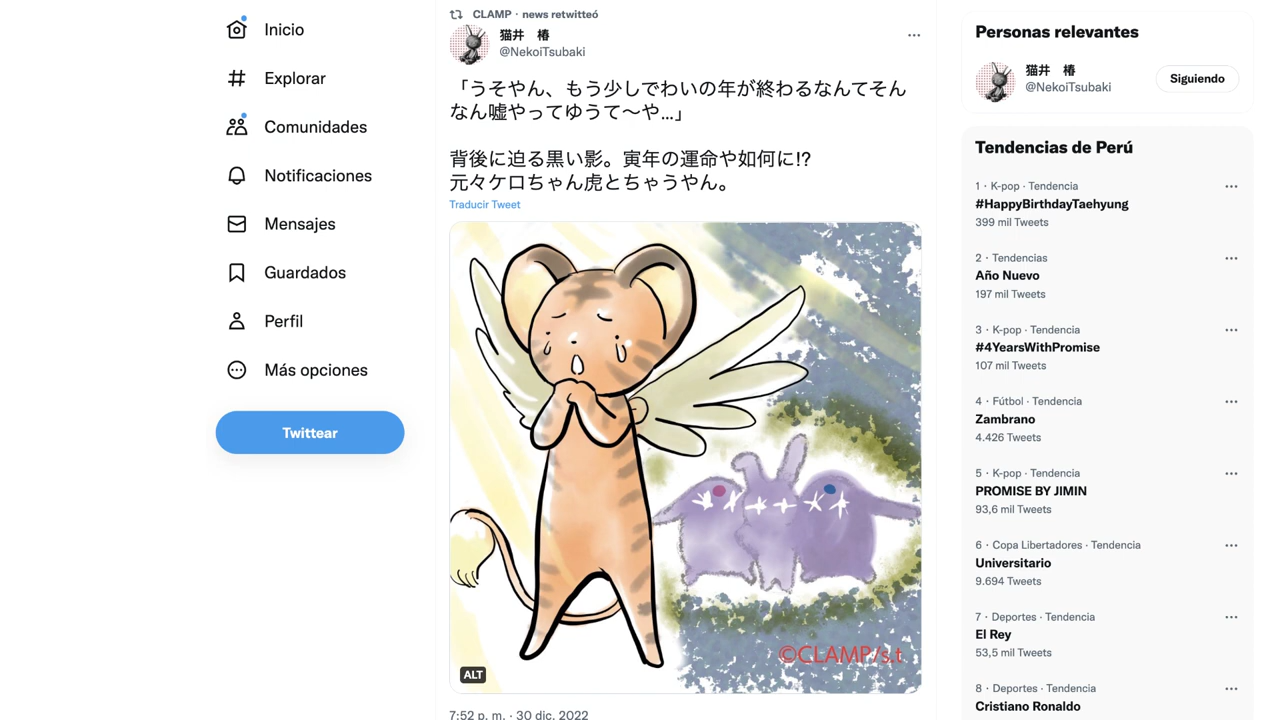 Inicio
Explorar
Comunidades
Notificaciones
Mensajes
Guardados
Perfil
Más opciones
Twittear
CLAMP・news retwitteó
猫井　椿
@NekoiTsubaki
「うそやん、もう少しでわいの年が終わるなんてそん
なん嘘やってゆうて〜や…」
背後に迫る黒い影。寅年の運命や如何に!?
元々ケロちゃん虎とちゃうやん。
Traducir Tweet
©CLAMP/s.t
ALT
7:52 p. m. · 30 dic. 2022
Personas relevantes
猫井　椿
@NekoiTsubaki
Siguiendo
Tendencias de Perú
1 · K-pop · Tendencia
#HappyBirthdayTaehyung
399 mil Tweets
2 · Tendencias
Año Nuevo
197 mil Tweets
3 · K-pop · Tendencia
#4YearsWithPromise
107 mil Tweets
4 · Fútbol · Tendencia
Zambrano
4.426 Tweets
5 · K-pop · Tendencia
PROMISE BY JIMIN
93,6 mil Tweets
6 · Copa Libertadores · Tendencia
Universitario
9.694 Tweets
7 · Deportes · Tendencia
El Rey
53,5 mil Tweets
8 · Deportes · Tendencia
Cristiano Ronaldo